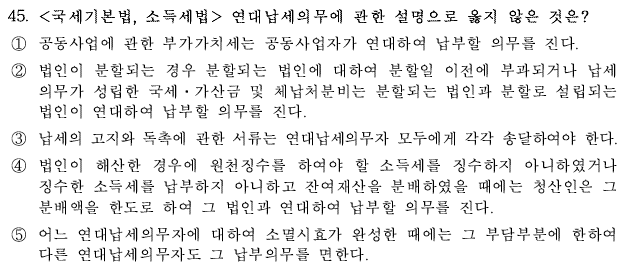 45. <국세기본법, 소득세법> 연대납세의무에 관한 설명으로 옳지 않은 것은?
① 공동사업에 관한 부가가치세는 공동사업자가 연대하여 납부할 의무를 진다.
② 법인이 분할되는 경우 분할되는 법인에 대하여 분할일 이전에 부과되거나 납세
의무가 성립한 국세・가산금 및 체납처분비는 분할되는 법인과 분할로 설립되는
법인이 연대하여 납부할 의무를 진다.
③ 납세의 고지와 독촉에 관한 서류는 연대납세의무자 모두에게 각각 송달하여야 한다.
④ 법인이 해산한 경우에 원천징수를 하여야 할 소득세를 징수하지 아니하였거나
징수한 소득세를 납부하지 아니하고 잔여재산을 분배하였을 때에는 청산인은 그
분배액을 한도로 하여 그 법인과 연대하여 납부할 의무를 진다.
⑤ 어느 연대납세의무자에 대하여 소멸시효가 완성한 때에는 그 부담부분에 한하여
다른 연대납세의무자도 그 납부의무를 면한다.